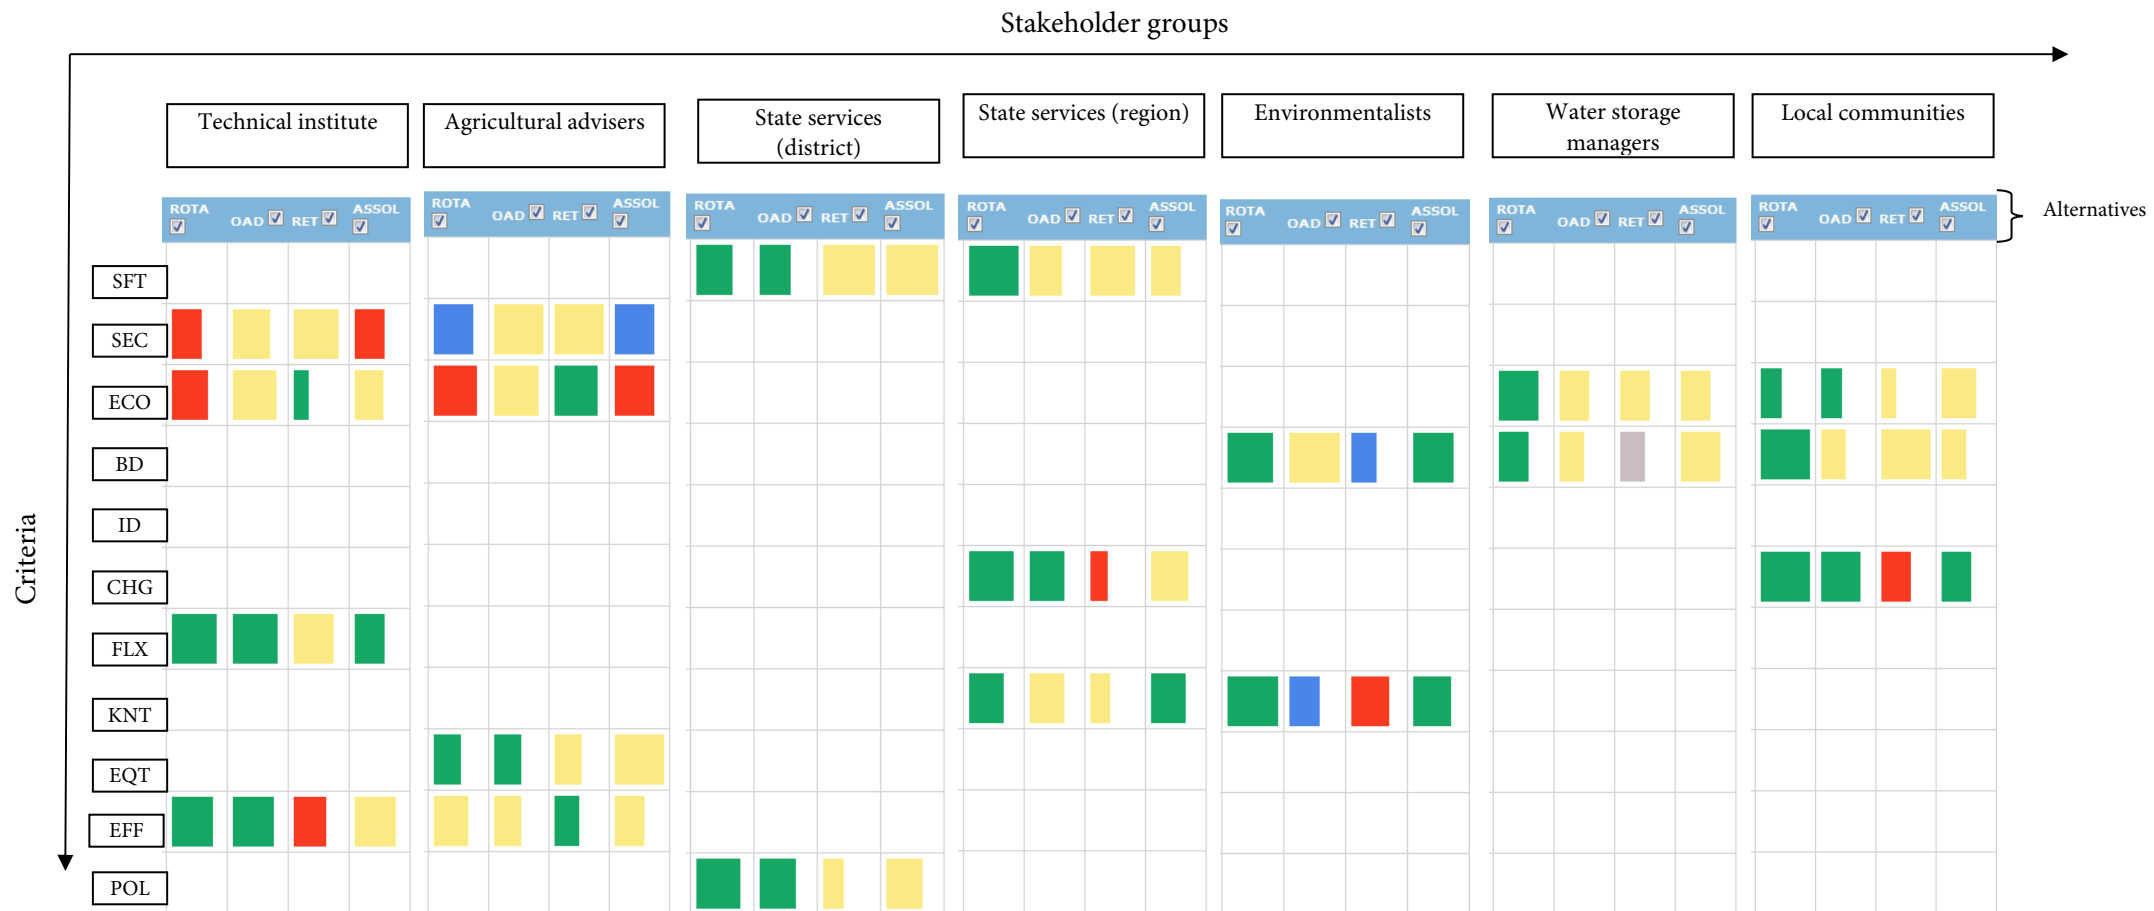 Stakeholder groups
Technical institute
Agricultural advisers
State services
(district)
State services (region)
Environmentalists
Water storage
managers
Local communities
ROTA OAD RET ASSOL
ROTA OAD RET ASSOL
ROTA OAD RET ASSOL
ROTA OAD RET ASSOL
ROTA OAD RET ASSOL
ROTA OAD RET ASSOL
ROTA OAD RET ASSOL
Alternatives
Criteria
SFT
SEC
ECO
BD
ID
CHG
FLX
KNT
EQT
EFF
POL